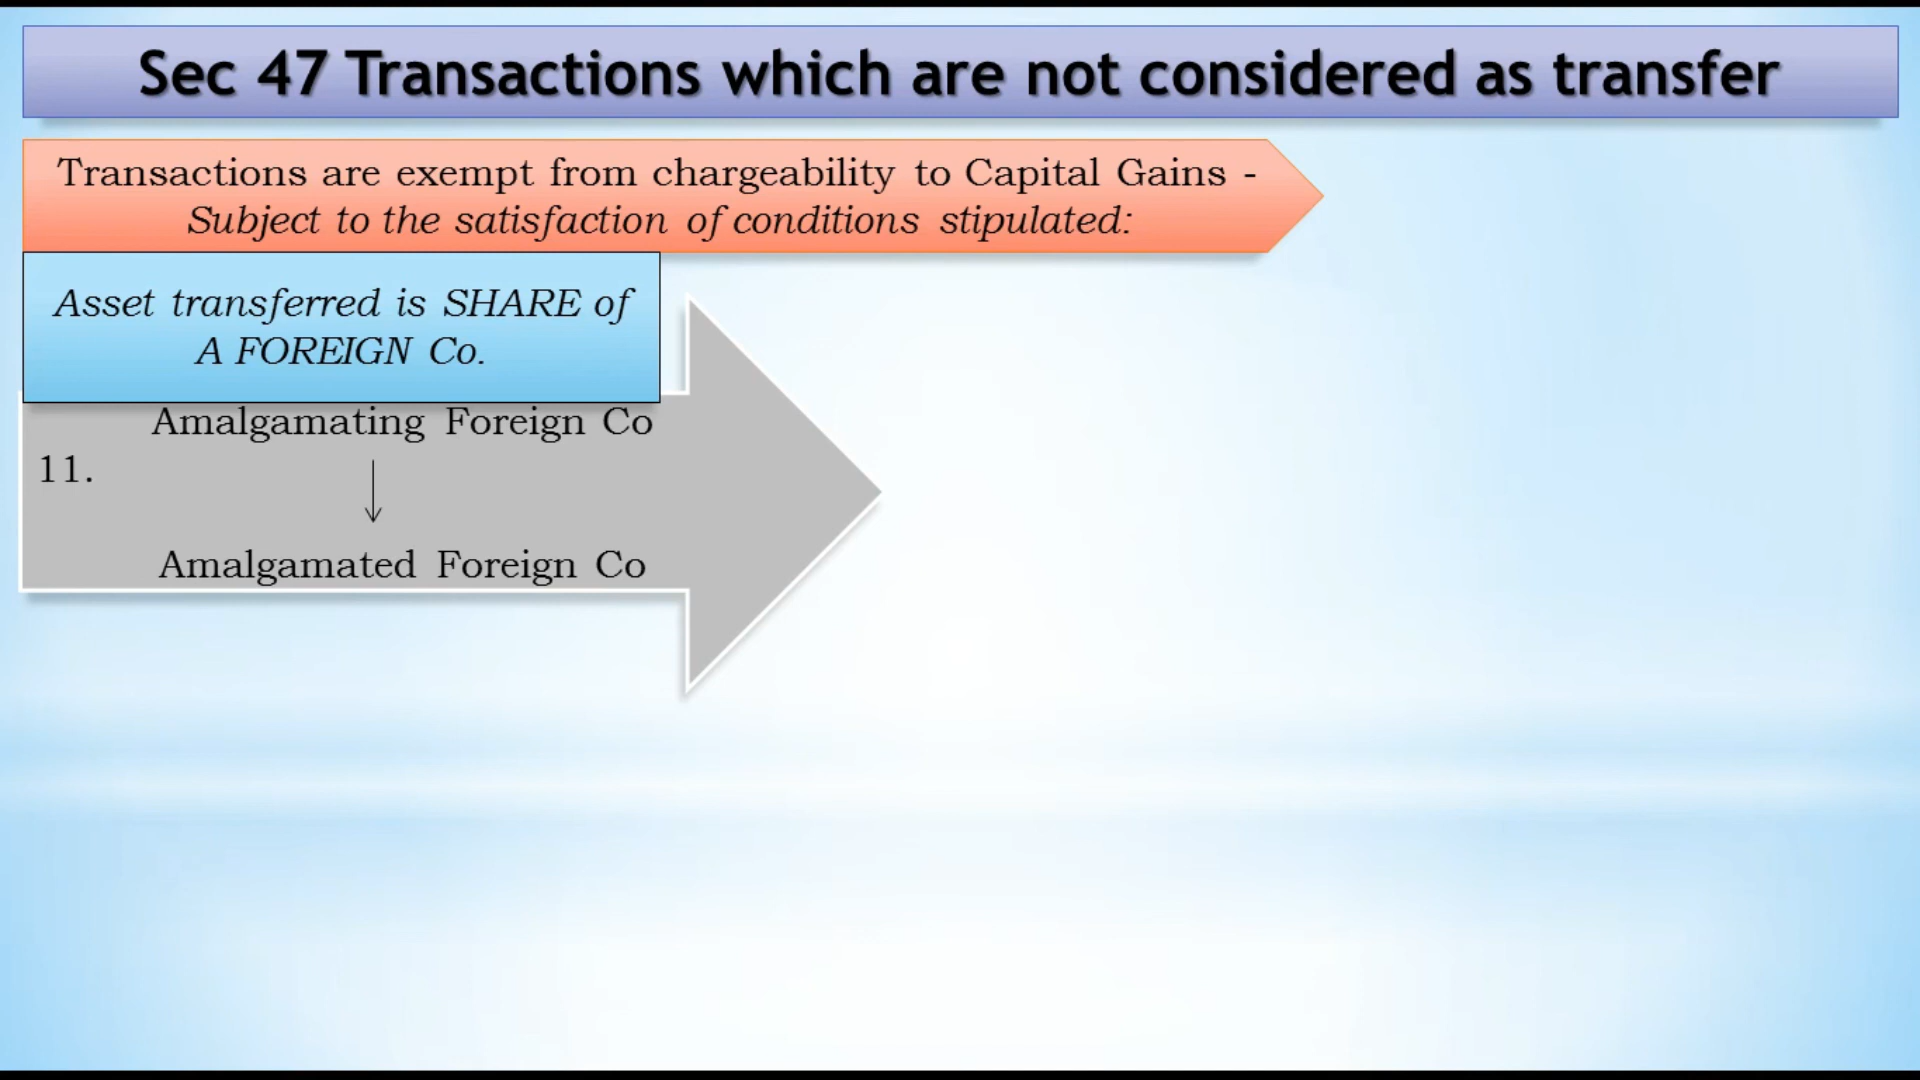 Sec 47 Transactions which are not considered as transfer
Transactions are exempt from chargeability to Capital Gains -
Subject to the satisfaction of conditions stipulated:
Asset transferred is SHARE of
A FOREIGN Co.
Amalgamating Foreign Co
11.
Amalgamated Foreign Co